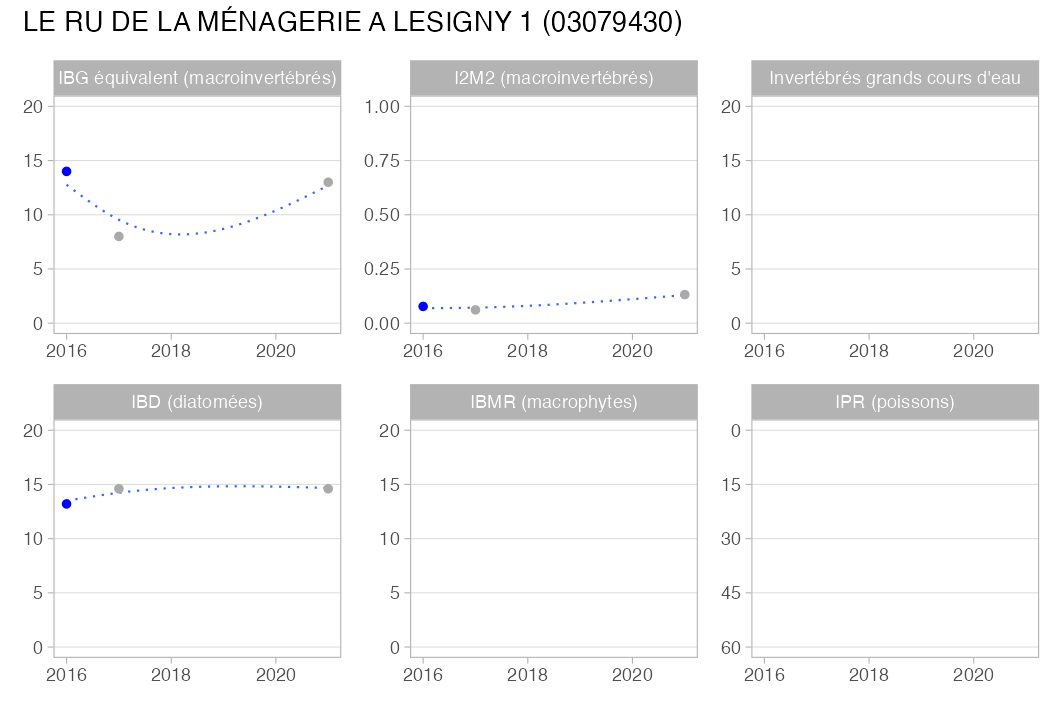 LE RU DE LA MÉNAGERIE A LESIGNY 1 (03079430)
IBG équivalent (macroinvertébrés)
20
15
10
5
0
2016 2018 2020
I2M2 (macroinvertébrés)
1.00
0.75
0.50
0.25
0.00
2016 2018 2020
Invertébrés grands cours d'eau
20
15
10
5
0
2016 2018 2020
IBD (diatomées)
20
15
10
5
0
2016 2018 2020
IBMR (macrophytes)
20
15
10
5
0
2016 2018 2020
IPR (poissons)
0
15
30
45
60
2016 2018 2020